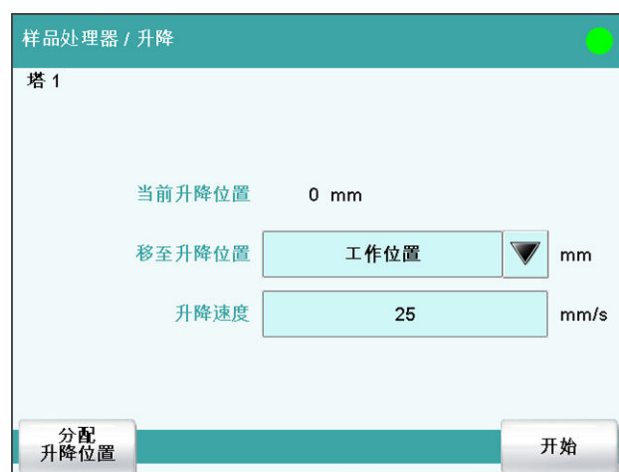 样品处理器 / 升降
塔 1
当前升降位置 0 mm
移至升降位置 工作位置 mm
升降速度 25 mm/s
分配
升降位置
开始